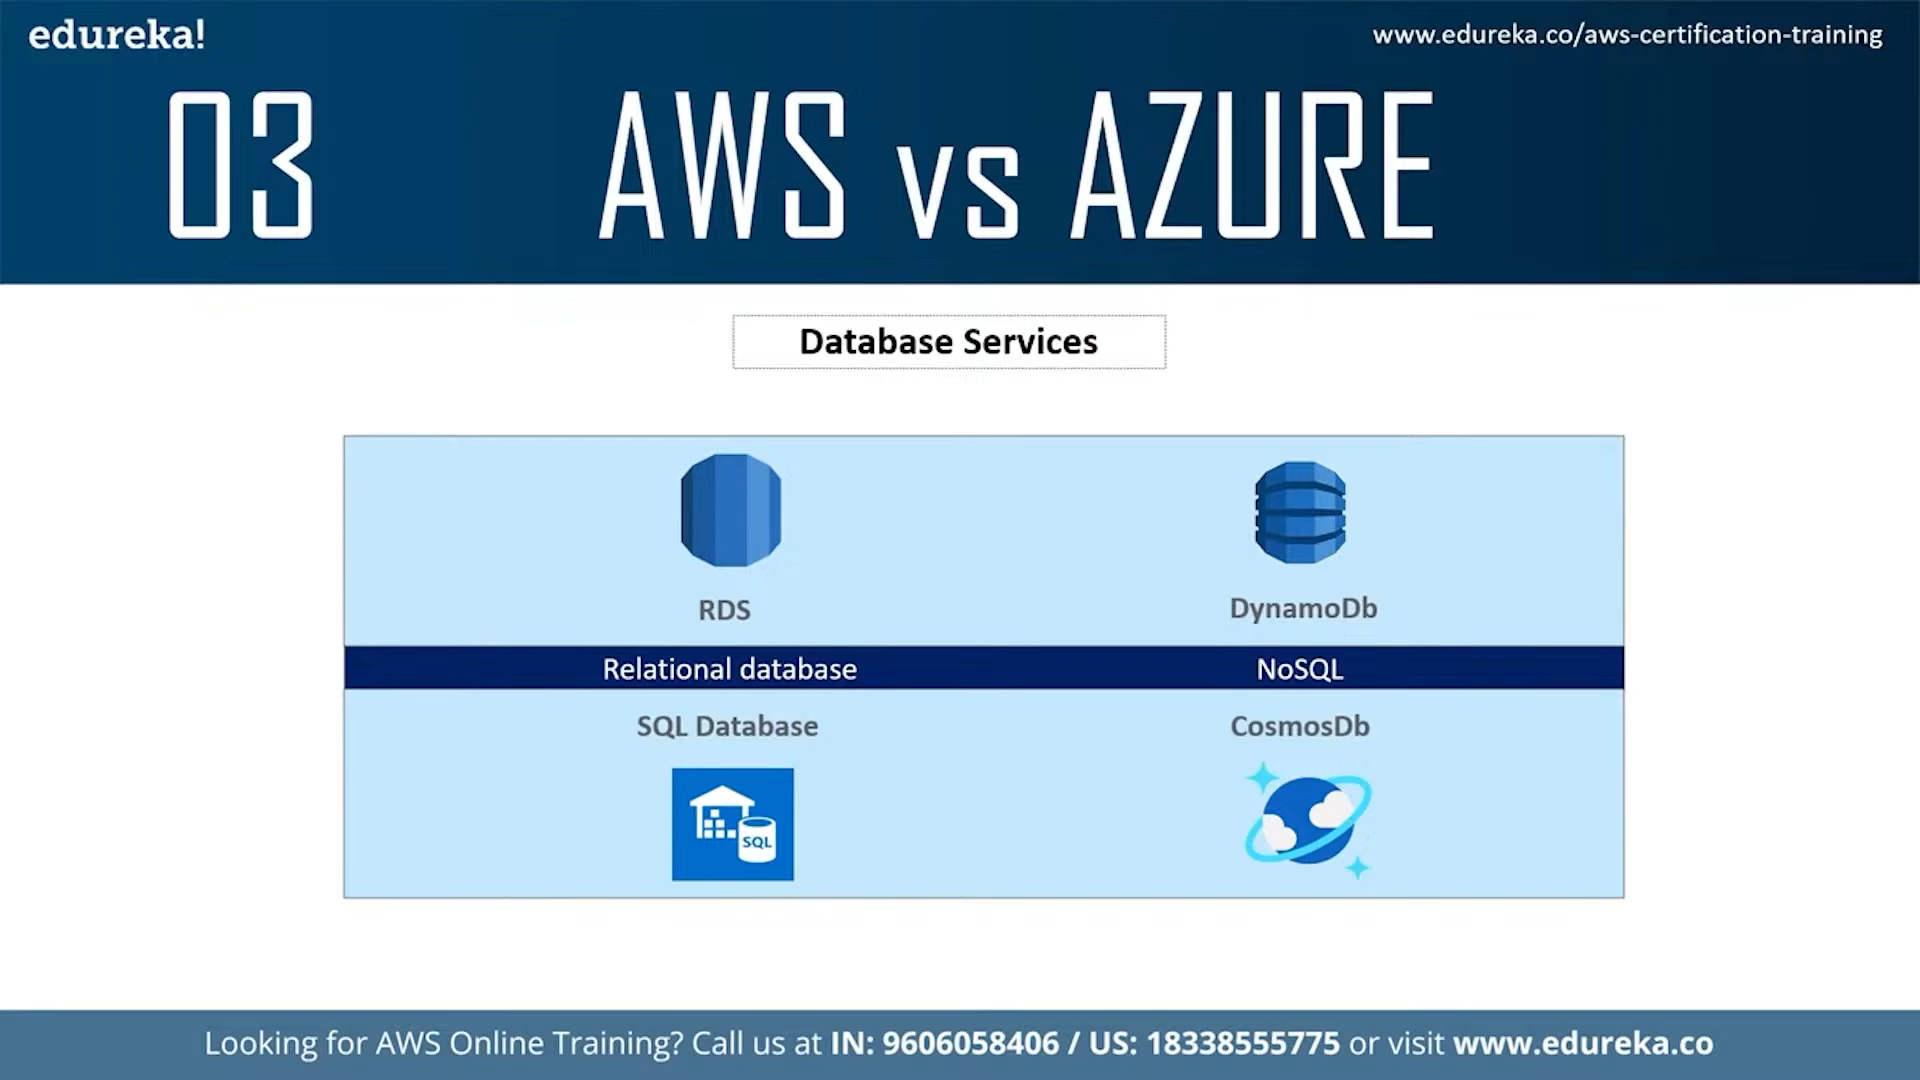 edureka!
www.edureka.co/aws-certification-training
03 AWS vs AZURE
Database Services
RDS DynamoDb
Relational database NoSQL
SQL Database CosmosDb
SQL
Looking for AWS Online Training? Call us at IN: 9606058406 / US: 18338555775 or visit www.edureka.co